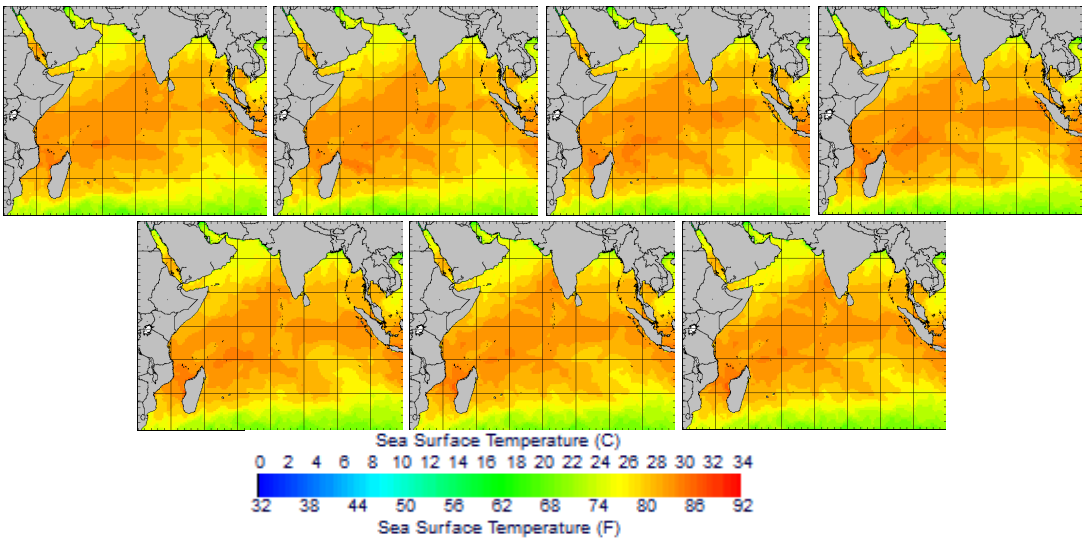 Sea Surface Temperature (C)
0 2 4 6 8 10 12 14 16 18 20 22 24 26 28 30 32 34
32 38 44 50 56 62 68 74 80 86 92
Sea Surface Temperature (F)